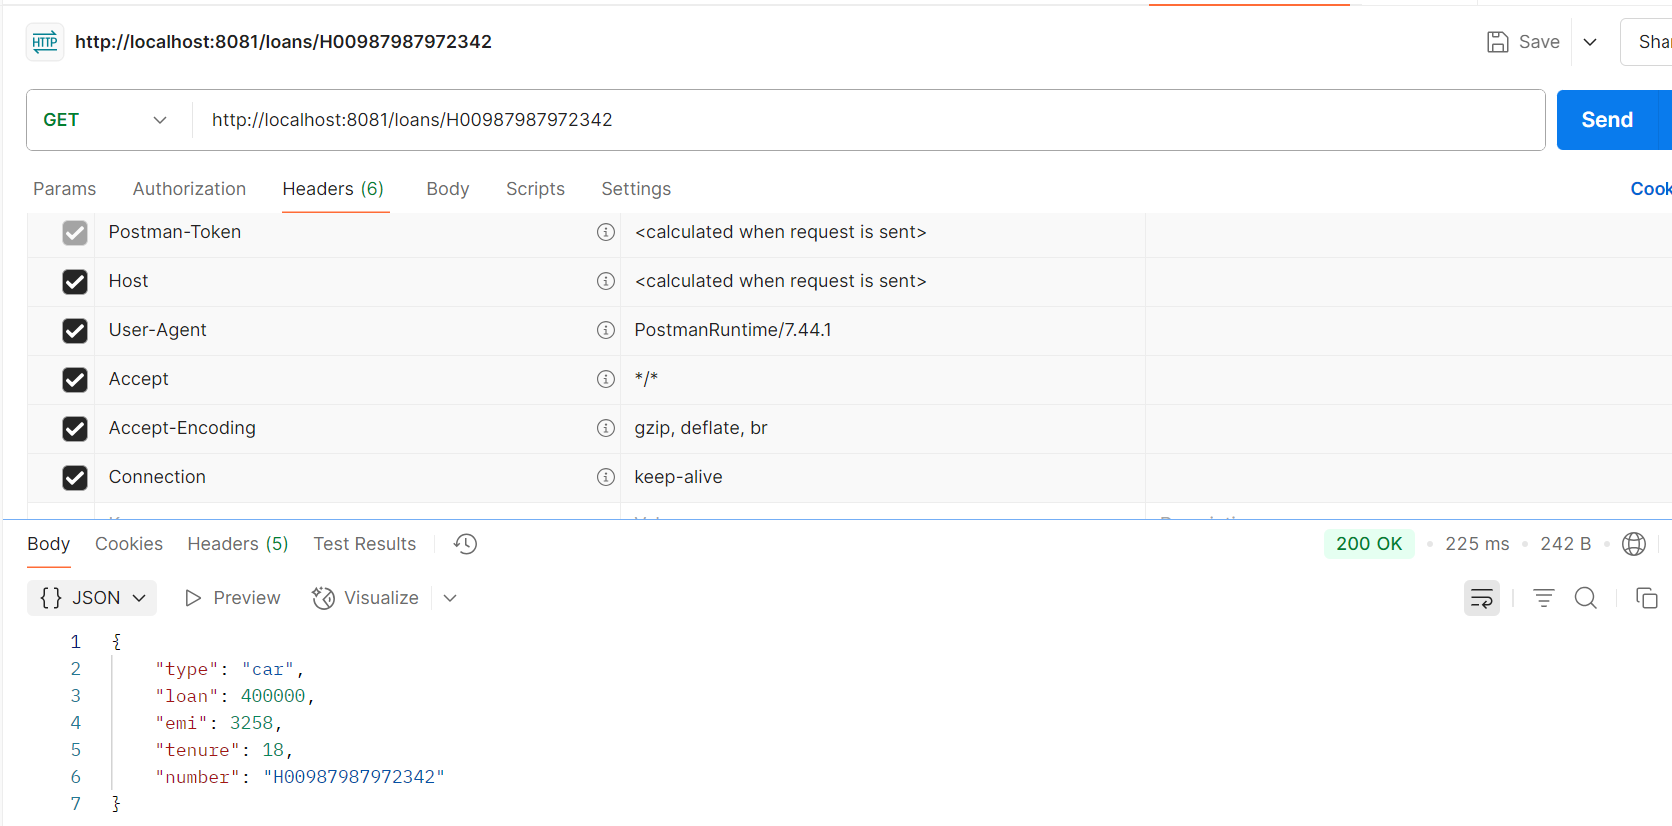 HTTP http://localhost:8081/loans/H00987987972342 Save
GET http://localhost:8081/loans/H00987987972342 Send
Params Authorization Headers (6) Body Scripts Settings
Postman-Token <calculated when request is sent>
Host <calculated when request is sent>
User-Agent PostmanRuntime/7.44.1
Accept */*
Accept-Encoding gzip, deflate, br
Connection keep-alive
Body Cookies Headers (5) Test Results 200 OK • 225 ms • 242 B •
{} JSON Preview Visualize
1 {
2 "type": "car",
3 "loan": 400000,
4 "emi": 3258,
5 "tenure": 18,
6 "number": "H00987987972342"
7 }